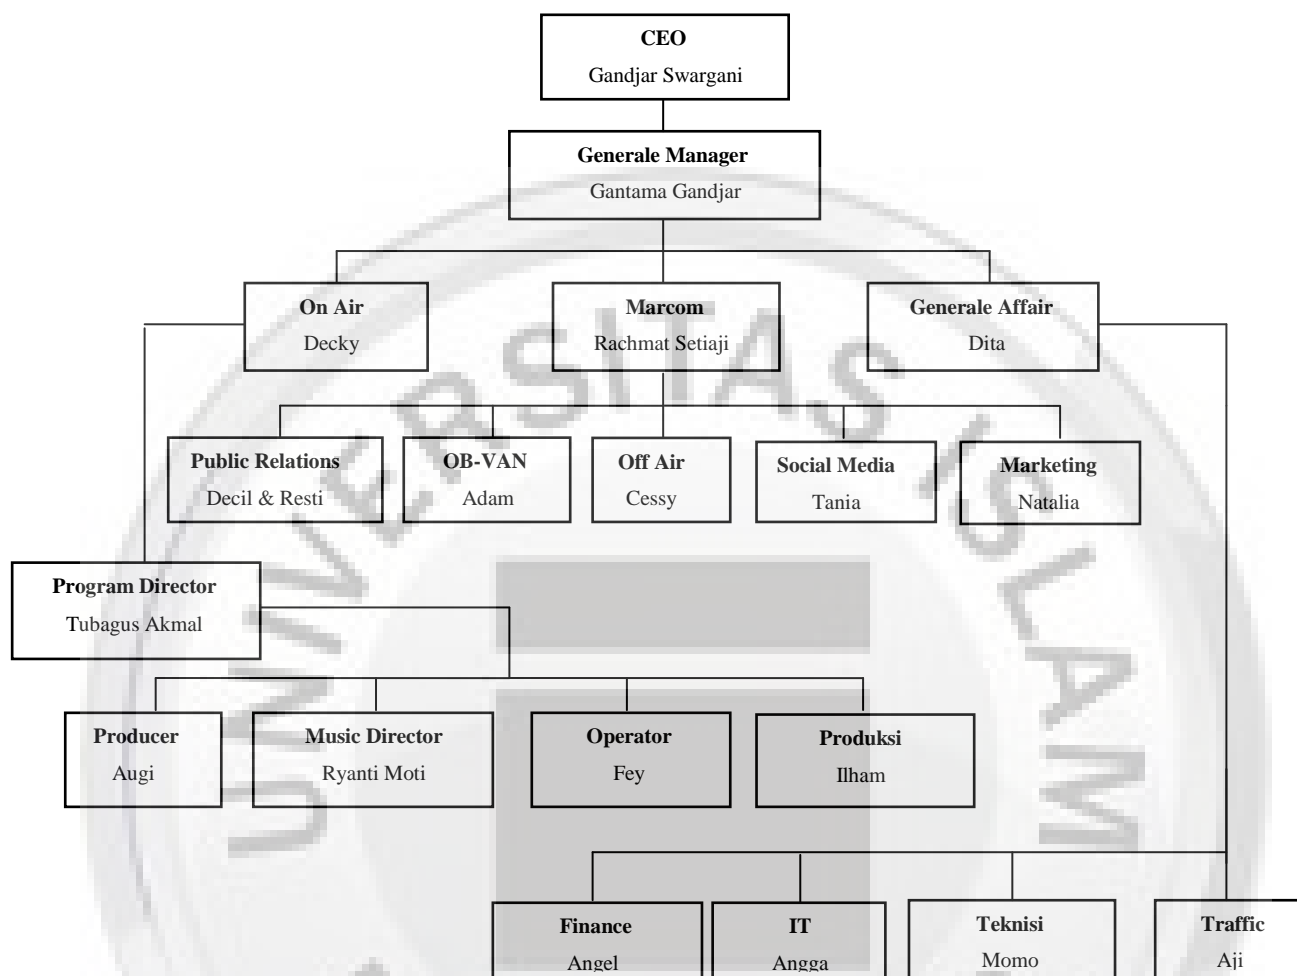 CEO
Gandjar Swargani
Generale Manager
Gantama Gandjar
On Air
Decky
Marcom
Rachmat Setiaji
Generale Affair
Dita
Public Relations
Decil & Resti
OB-VAN
Adam
Off Air
Cessy
Social Media
Tania
Marketing
Natalia
Program Director
Tubagus Akmal
Producer
Augi
Music Director
Ryanti Moti
Operator
Fey
Produksi
Ilham
Finance
Angel
IT
Angga
Teknisi
Momo
Traffic
Aji
UNIVERSITAS ISLAM